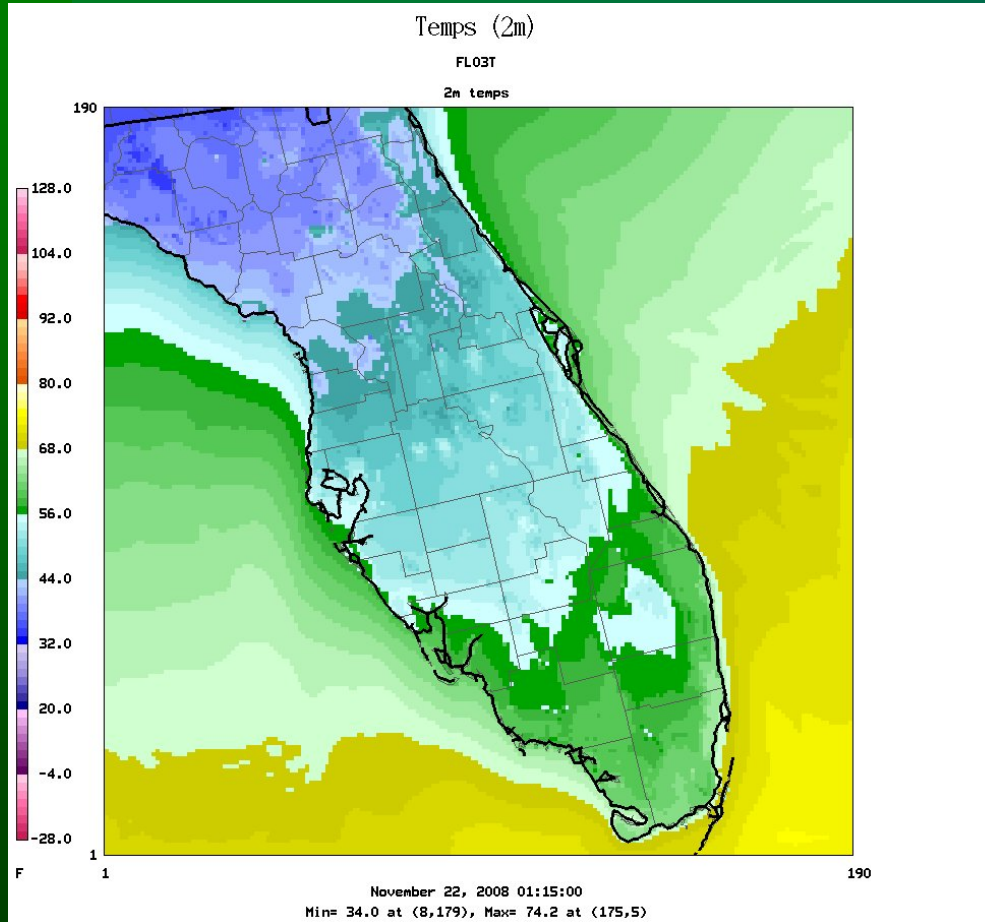 Temps (2m)
FL03T
2m temps
190
128.0
104.0
92.0
80.0
68.0
56.0
44.0
32.0
20.0
-4.0
-28.0
1
F
1
190
November 22, 2008 01:15:00
Min= 34.0 at (8,179), Max= 74.2 at (175,5)